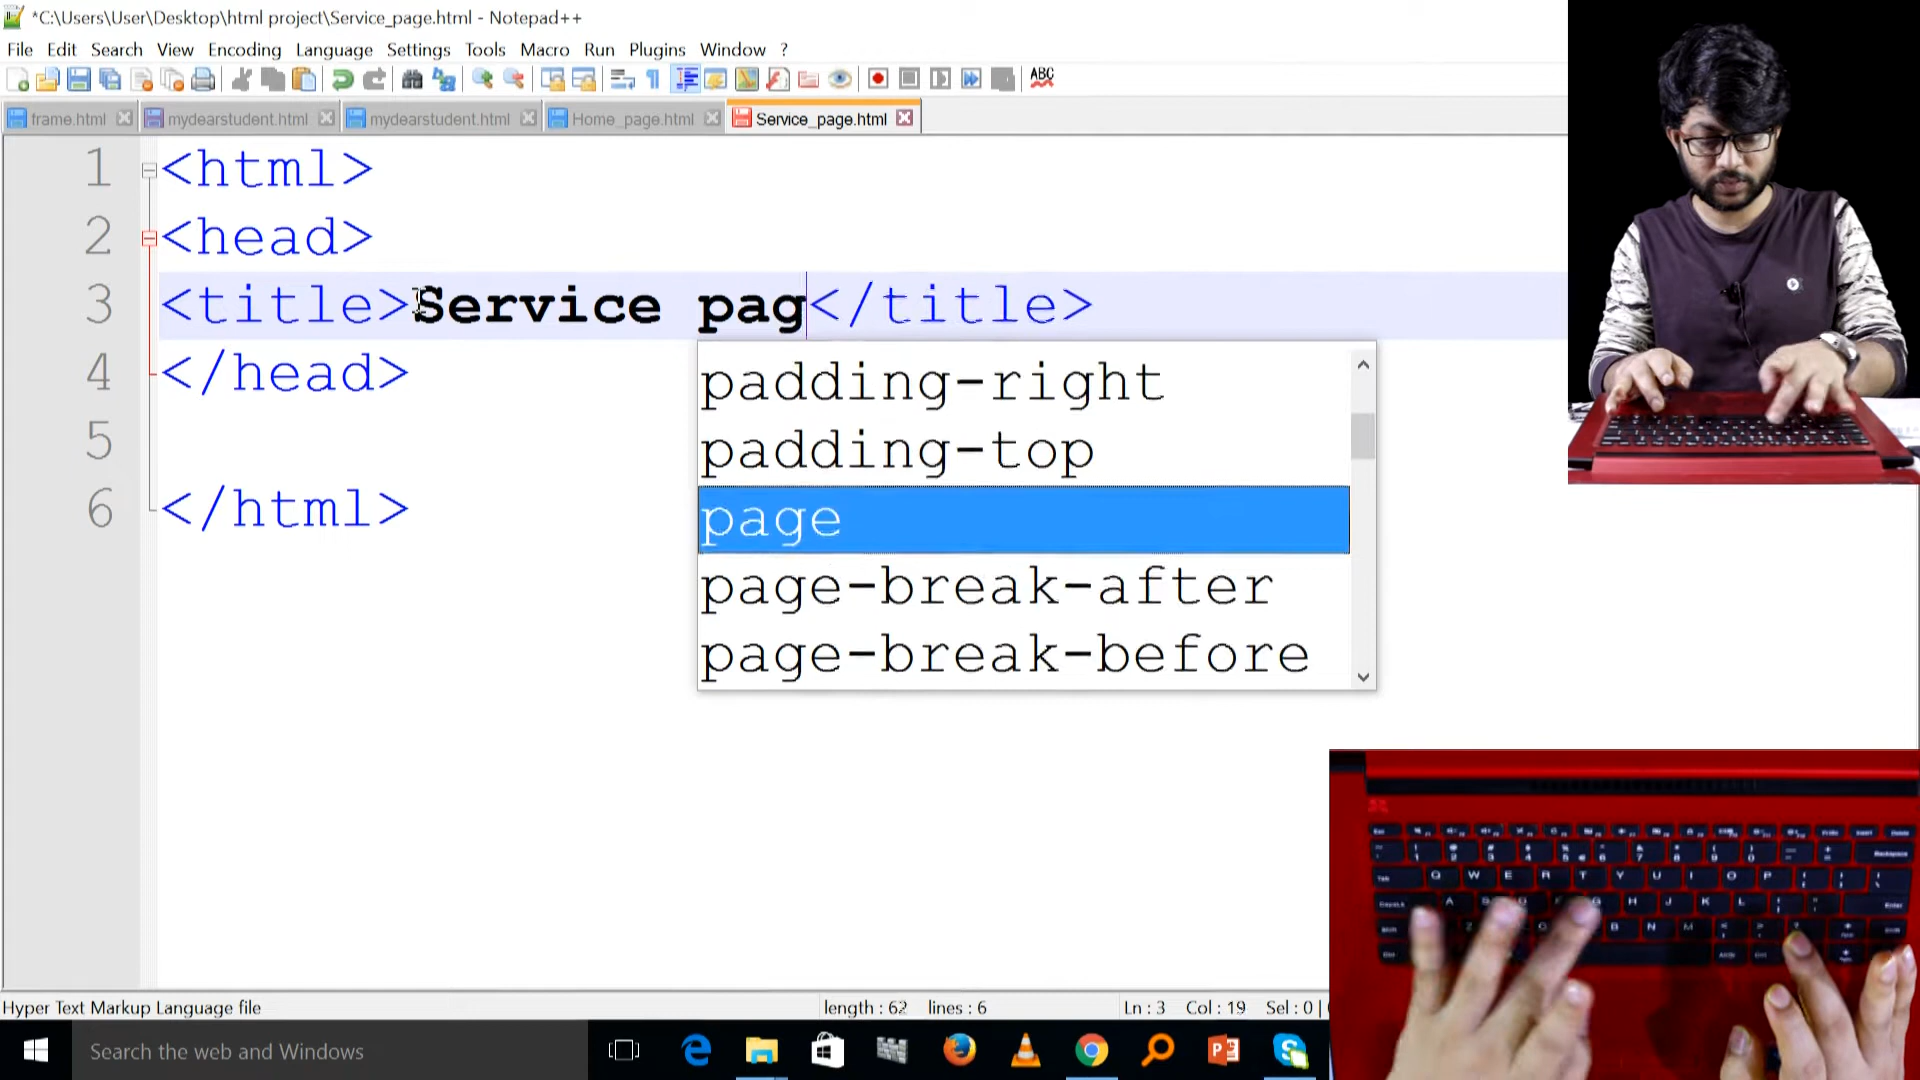 *C:\Users\User\Desktop\html project\Service_page.html - Notepad++
File Edit Search View Encoding Language Settings Tools Macro Run Plugins Window ?
ABC
frame.html mydearstudent.html mydearstudent.html Home_page.html Service_page.html
1 <html>
2 <head>
3 <title>Service pag</title>
4 </head>
5
6 </html>
padding-right
padding-top
page
page-break-after
page-break-before
Q W E R T Y U I O P
A S D G H J K L
B N M
Hyper Text Markup Language file length : 62 lines : 6 Ln : 3 Col : 19 Sel : 0 |
Search the web and Windows